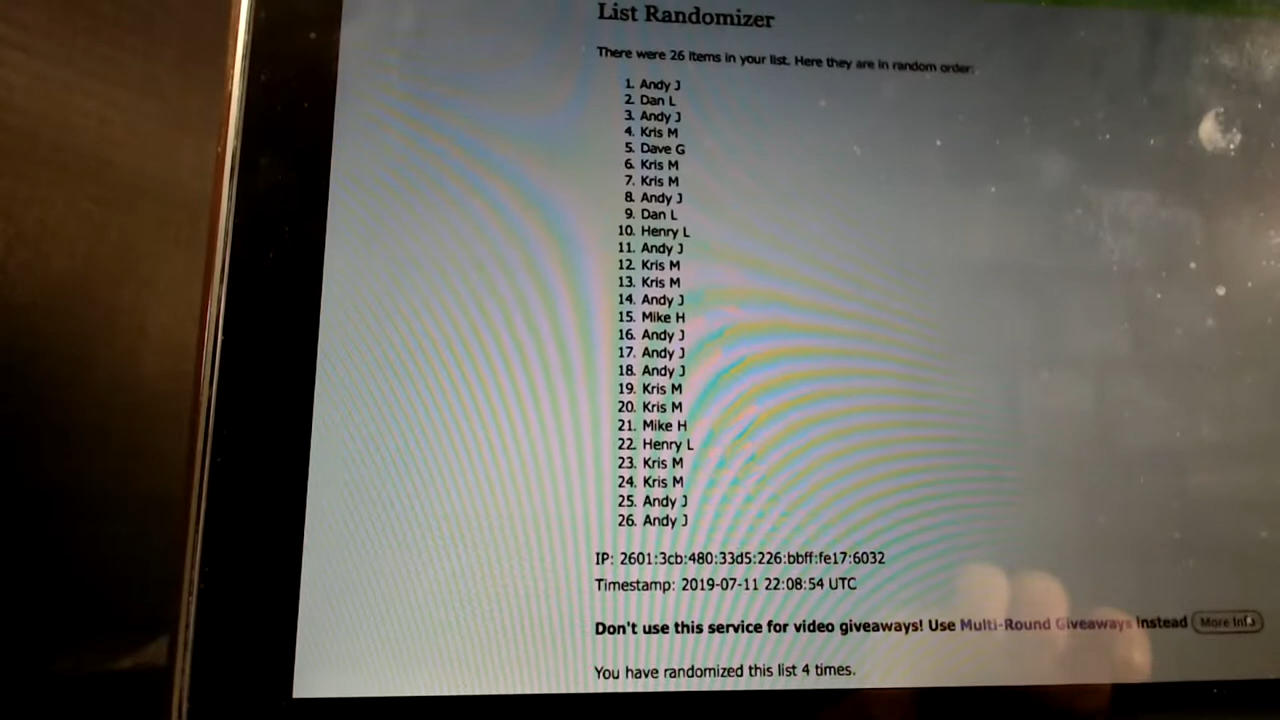 List Randomizer
There were 26 items in your list. Here they are in random order:
1. Andy J
2. Dan L
3. Andy J
4. Kris M
5. Dave G
6. Kris M
7. Kris M
8. Andy J
9. Dan L
10. Henry L
11. Andy J
12. Kris M
13. Kris M
14. Andy J
15. Mike H
16. Andy J
17. Andy J
18. Andy J
19. Kris M
20. Kris M
21. Mike H
22. Henry L
23. Kris M
24. Kris M
25. Andy J
26. Andy J
IP: 2601:3cb:480:33d5:226:bbff:fe17:6032
Timestamp: 2019-07-11 22:08:54 UTC
Don't use this service for video giveaways! Use Multi-Round Giveaways instead More Info
You have randomized this list 4 times.